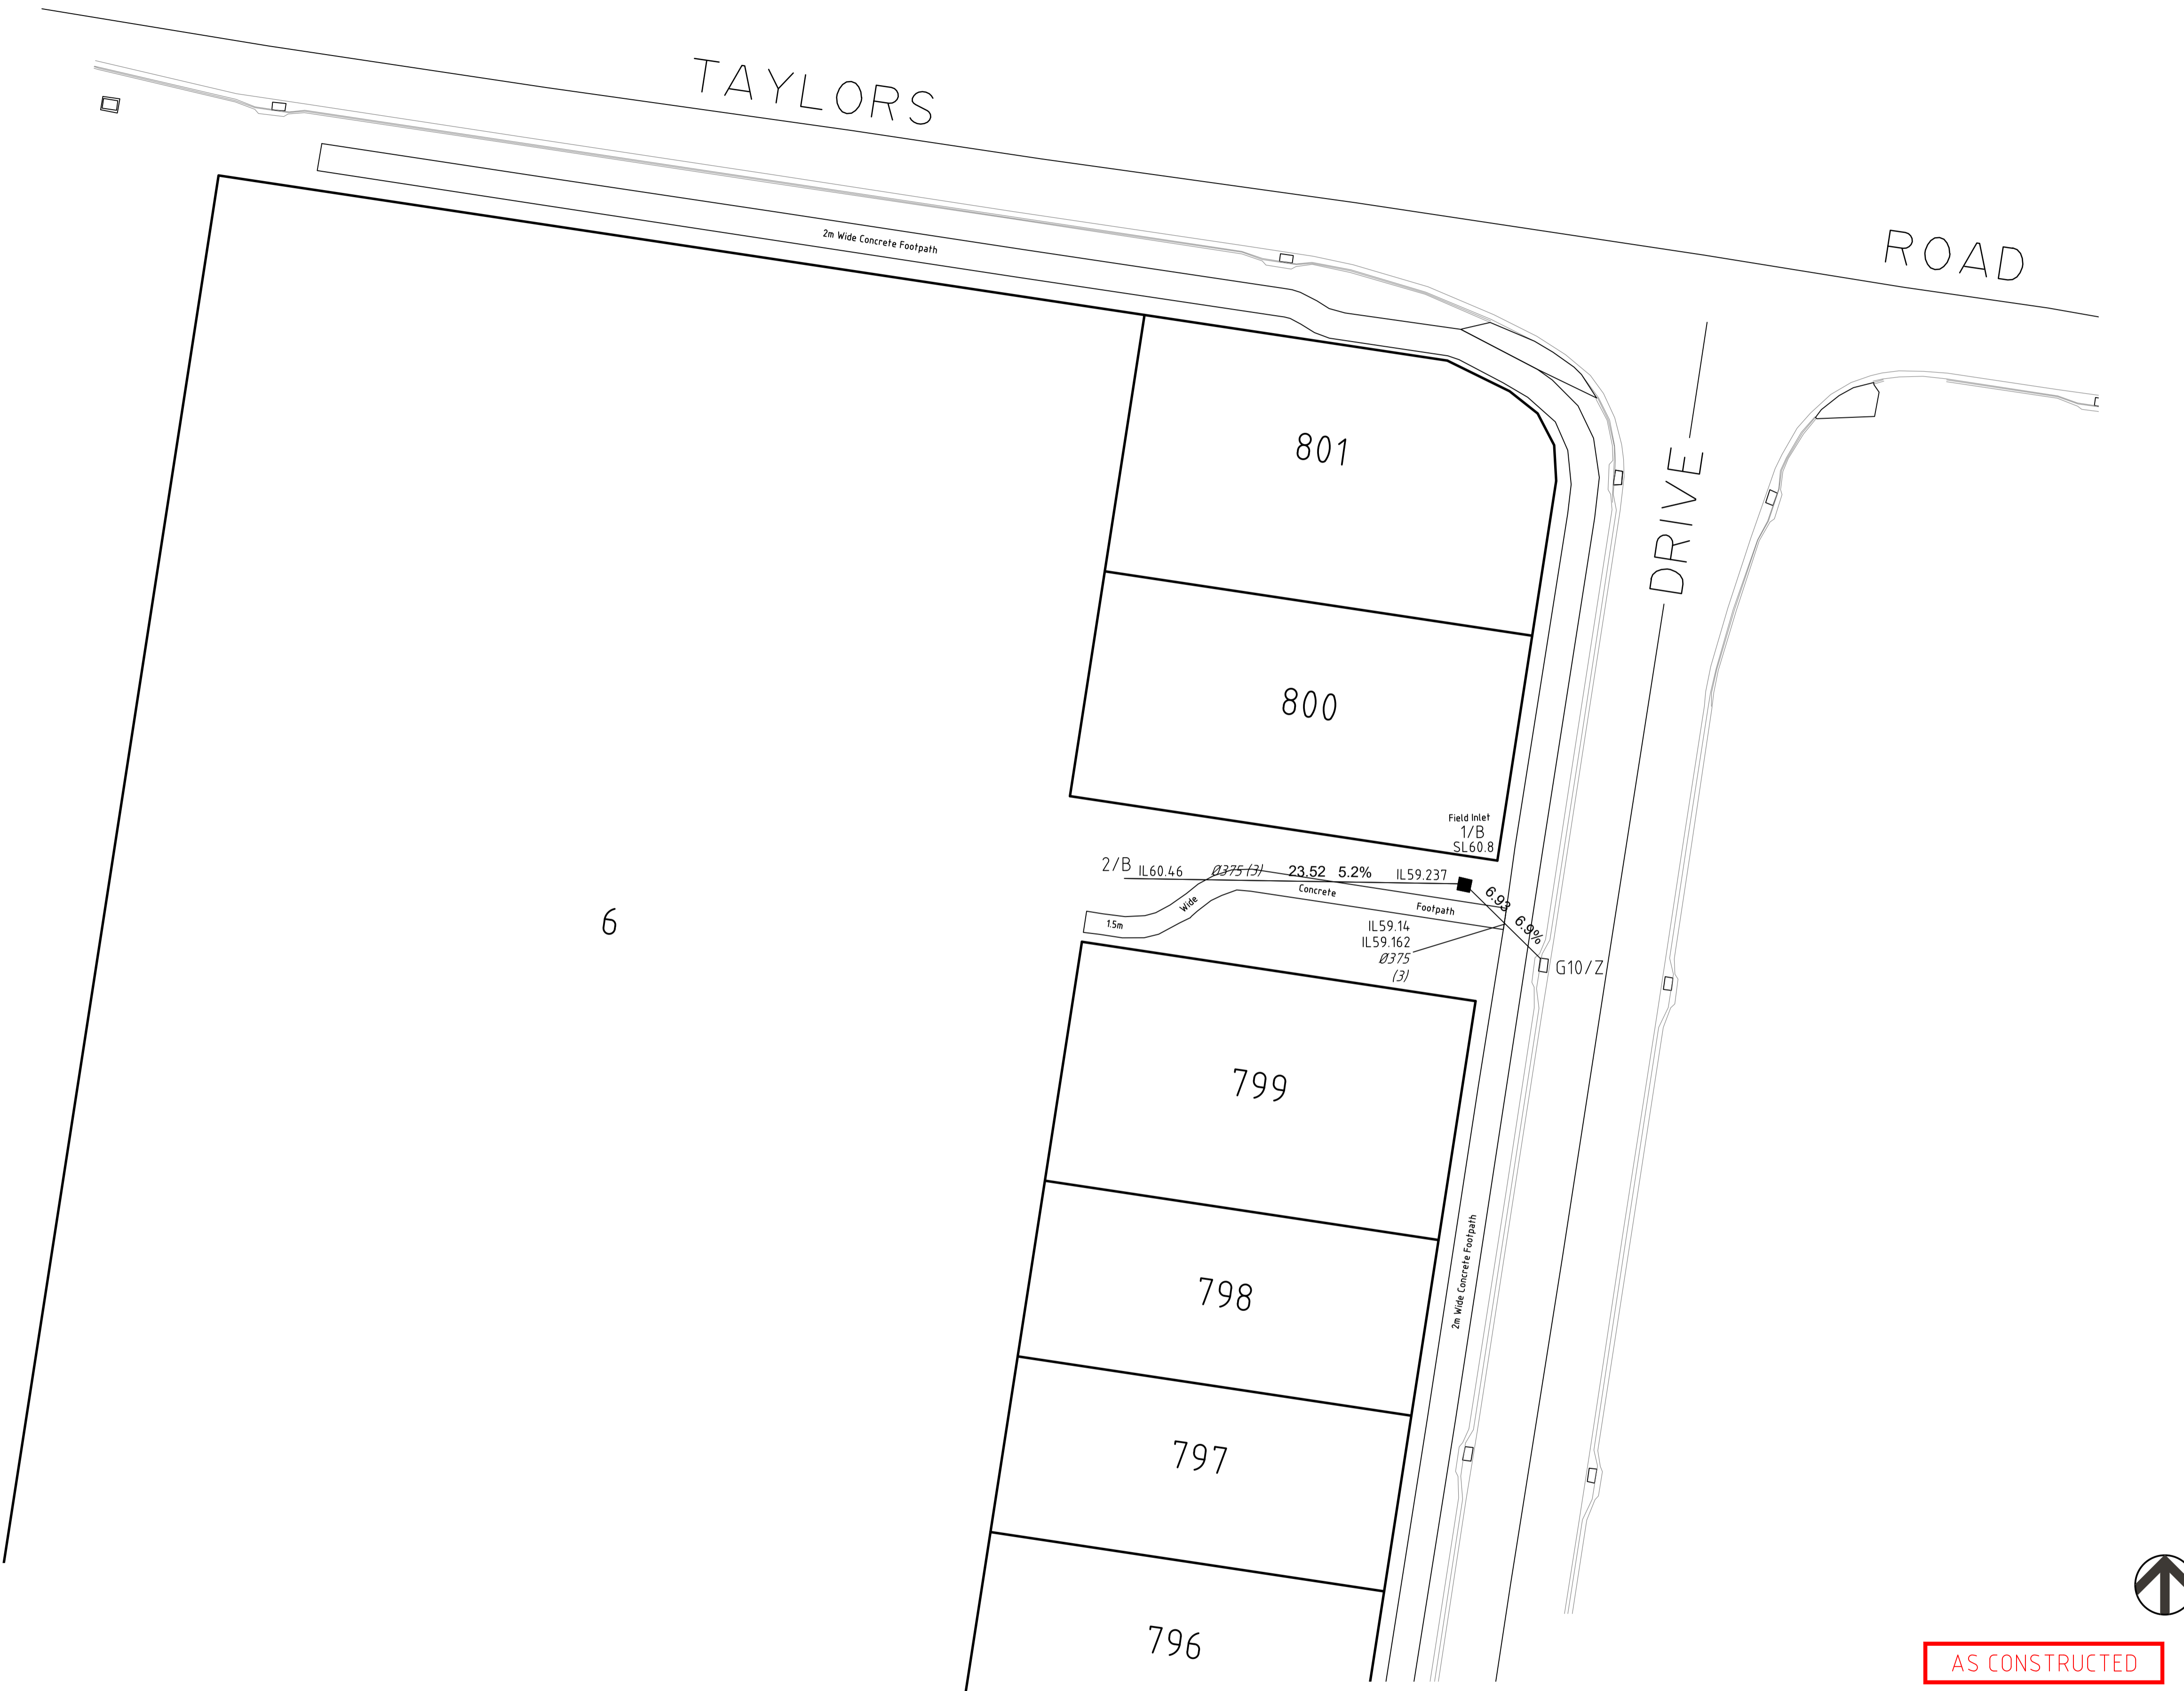 TAYLORS
ROAD
2m Wide Concrete Footpath
DRIVE
801
800
Field Inlet
1/B
SL60.8
2/B
IL60.46
Ø375 (3)
23.52
5.2%
IL59.237
1.5m
Wide
Concrete
Footpath
6.93
6.9%
IL59.14
IL59.162
Ø375
(3)
G10/Z
6
799
798
2m Wide Concrete Footpath
797
796
AS CONSTRUCTED